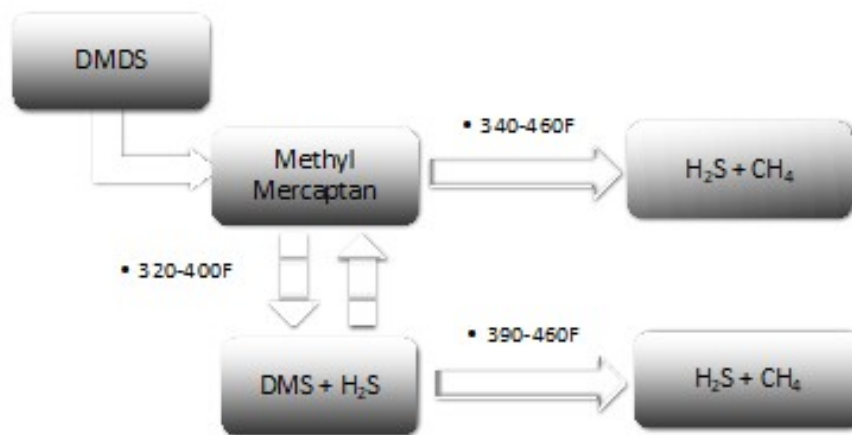 DMDS
• 340-460F
Methyl
Mercaptan
H₂S + CH₄
• 320-400F
• 390-460F
DMS + H₂S
H₂S + CH₄